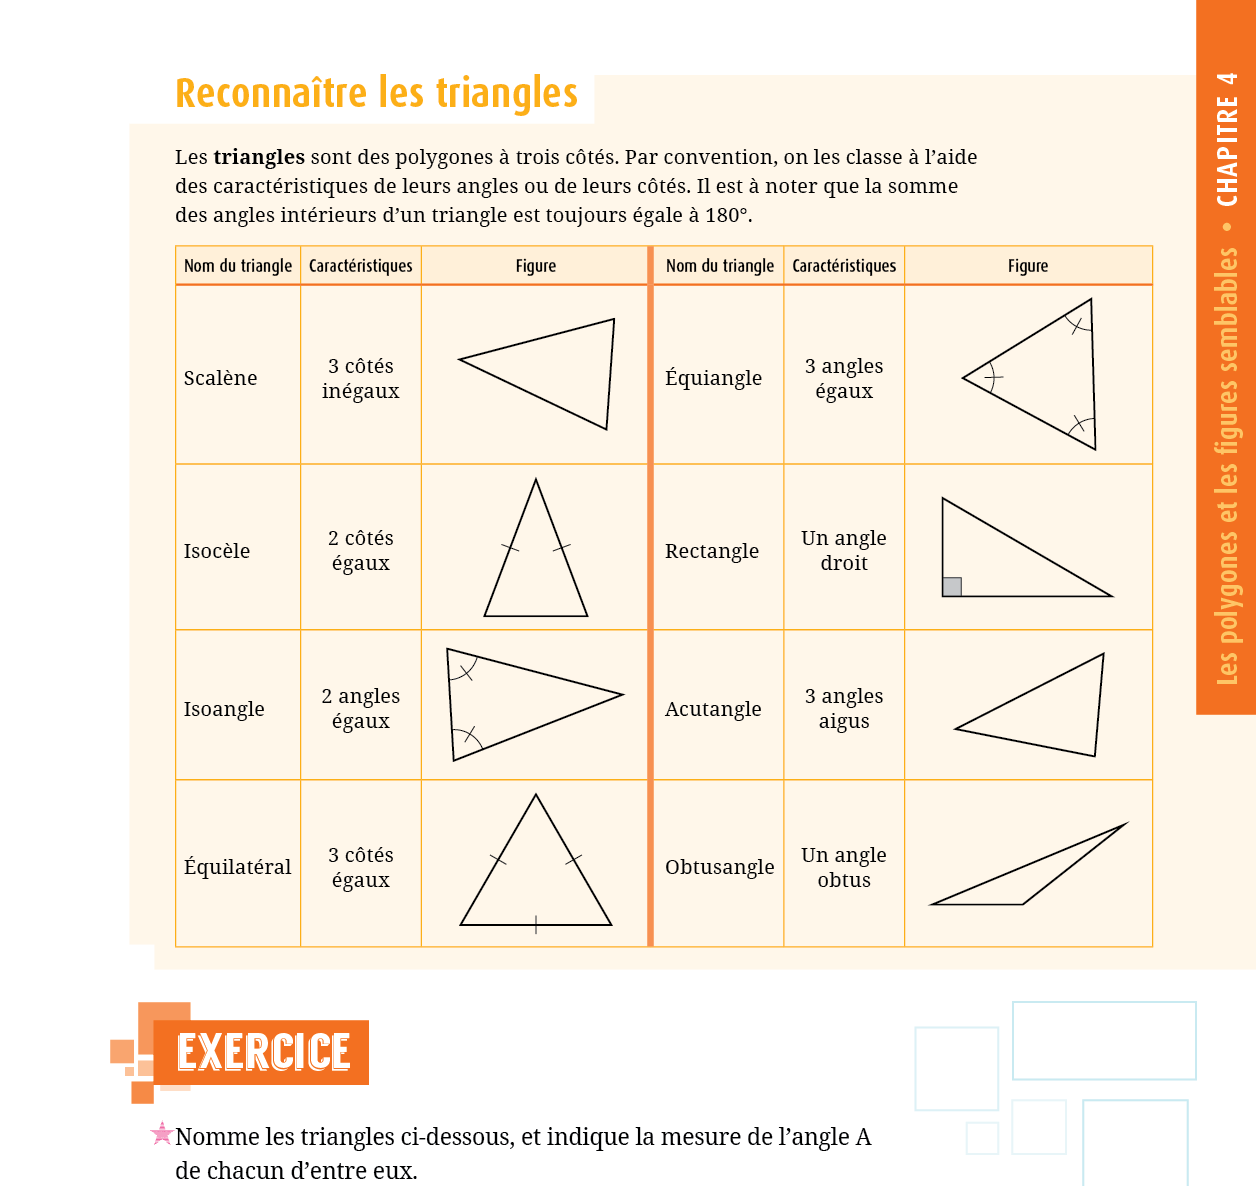 Reconnaître les triangles
Les triangles sont des polygones à trois côtés. Par convention, on les classe à l’aide
des caractéristiques de leurs angles ou de leurs côtés. Il est à noter que la somme
des angles intérieurs d’un triangle est toujours égale à 180°.
Nom du triangle Caractéristiques Figure Nom du triangle Caractéristiques Figure
Scalène
3 côtés
inégaux
Équiangle
3 angles
égaux
Isocèle
2 côtés
égaux
Rectangle
Un angle
droit
Isoangle
2 angles
égaux
Acutangle
3 angles
aigus
Équilatéral
3 côtés
égaux
Obtusangle
Un angle
obtus
EXERCICE
Nomme les triangles ci-dessous, et indique la mesure de l’angle A
de chacun d’entre eux.
Les polygones et les figures semblables • CHAPITRE 4